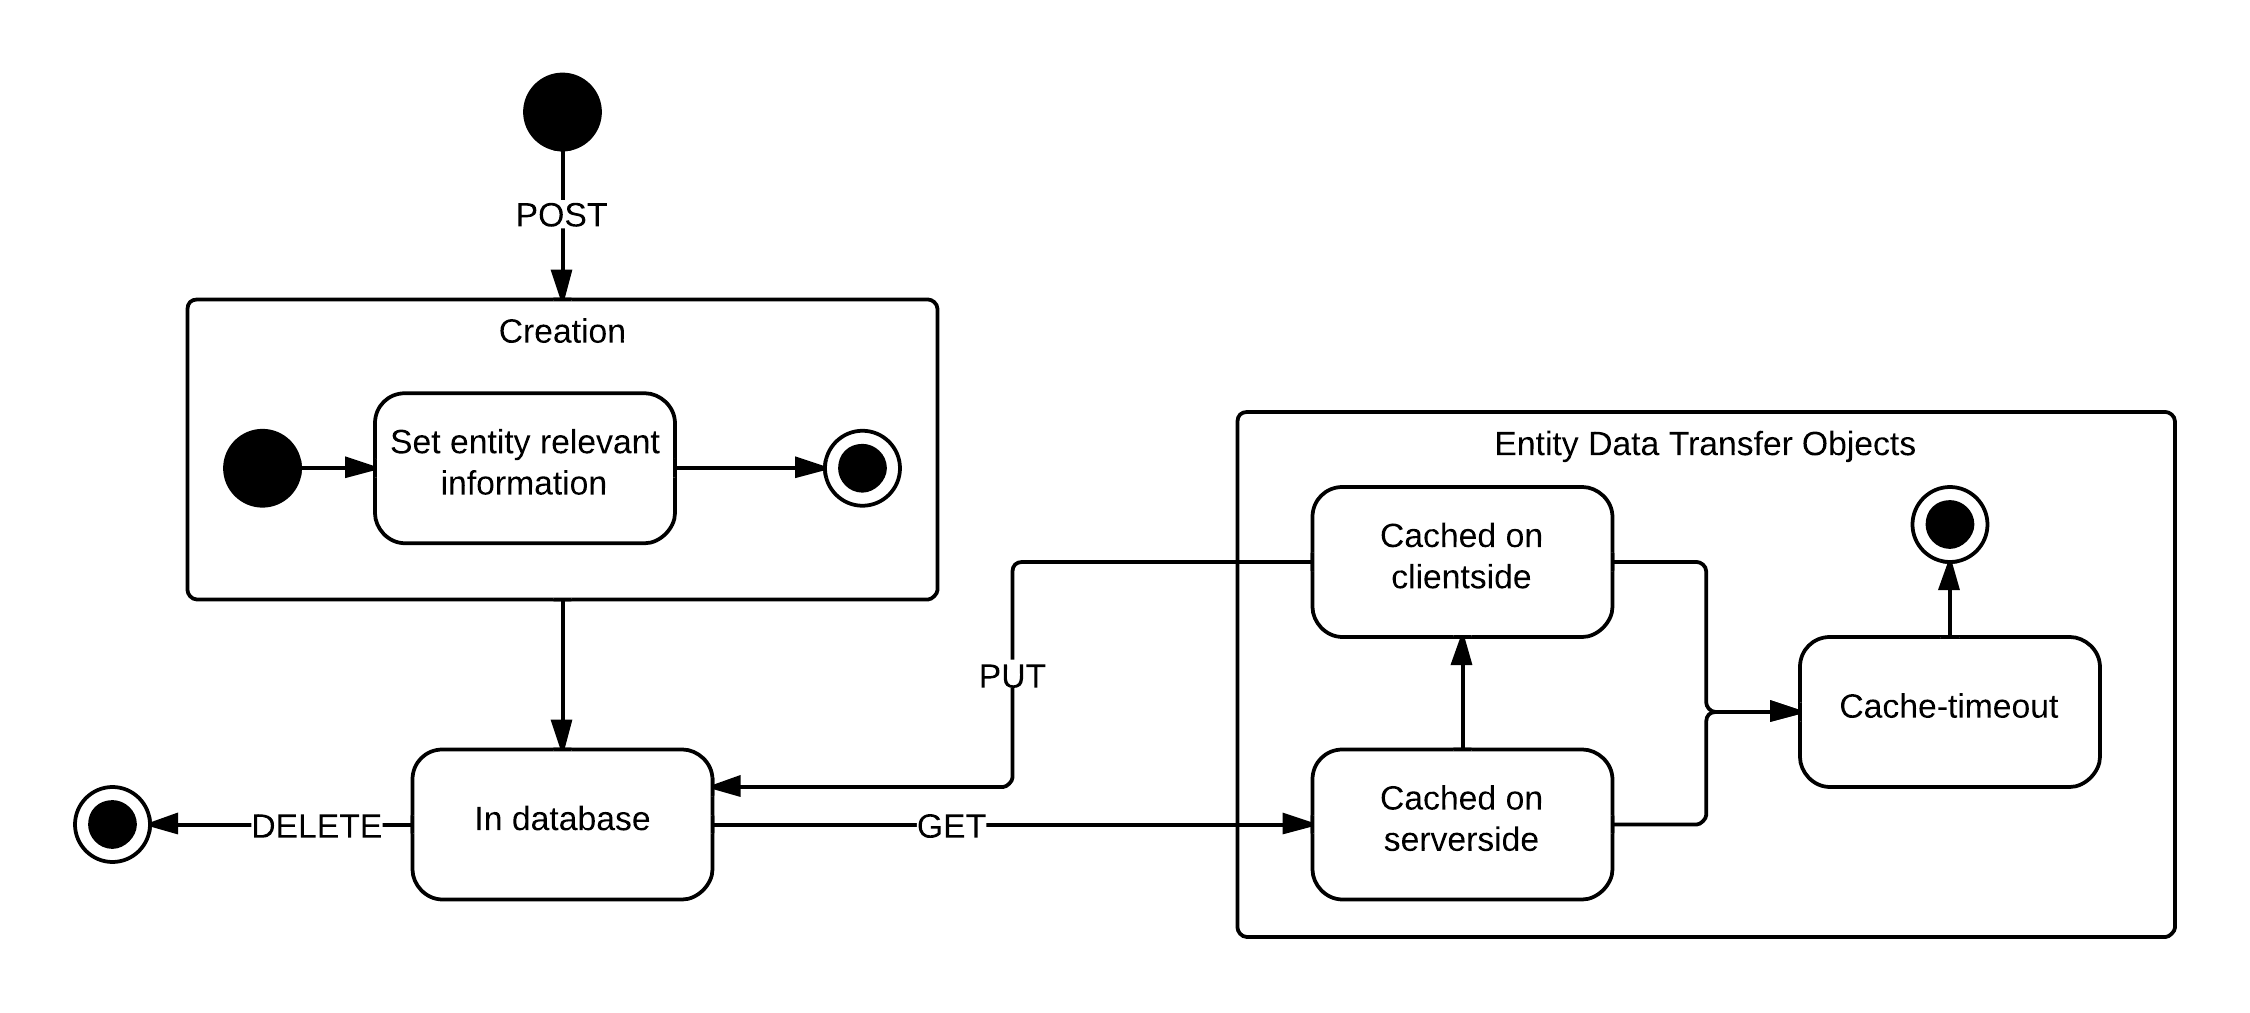 POST
Creation
Set entity relevant
information
Entity Data Transfer Objects
Cached on
clientside
PUT
Cache-timeout
In database
DELETE
GET
Cached on
serverside